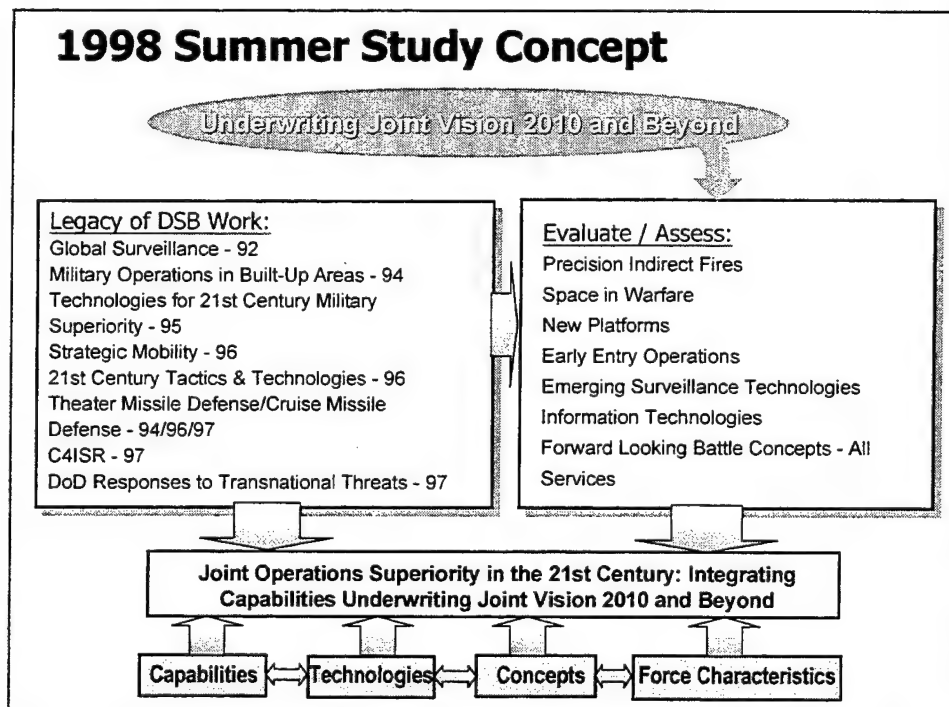 1998 Summer Study Concept
Underwriting Joint Vision 2010 and Beyond
Legacy of DSB Work:
Global Surveillance - 92
Military Operations in Built-Up Areas - 94
Technologies for 21st Century Military
Superiority - 95
Strategic Mobility - 96
21st Century Tactics & Technologies - 96
Theater Missile Defense/Cruise Missile
Defense - 94/96/97
C4ISR - 97
DoD Responses to Transnational Threats - 97
Evaluate / Assess:
Precision Indirect Fires
Space in Warfare
New Platforms
Early Entry Operations
Emerging Surveillance Technologies
Information Technologies
Forward Looking Battle Concepts - All
Services
Joint Operations Superiority in the 21st Century: Integrating
Capabilities Underwriting Joint Vision 2010 and Beyond
Capabilities Technologies Concepts Force Characteristics